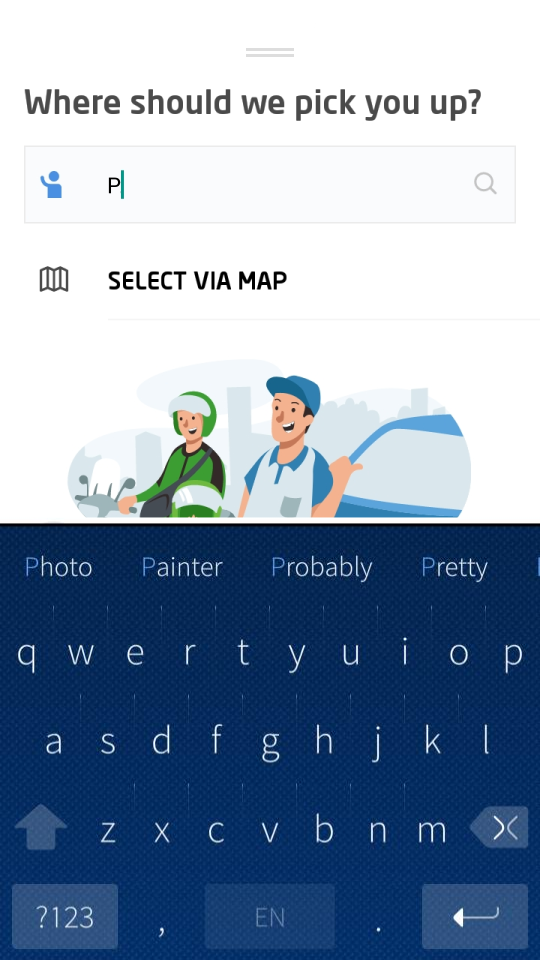 Where should we pick you up?
P
SELECT VIA MAP
Photo Painter Probably Pretty
q w e r t y u i o p
a s d f g h j k l
z x c v b n m
?123 , EN .